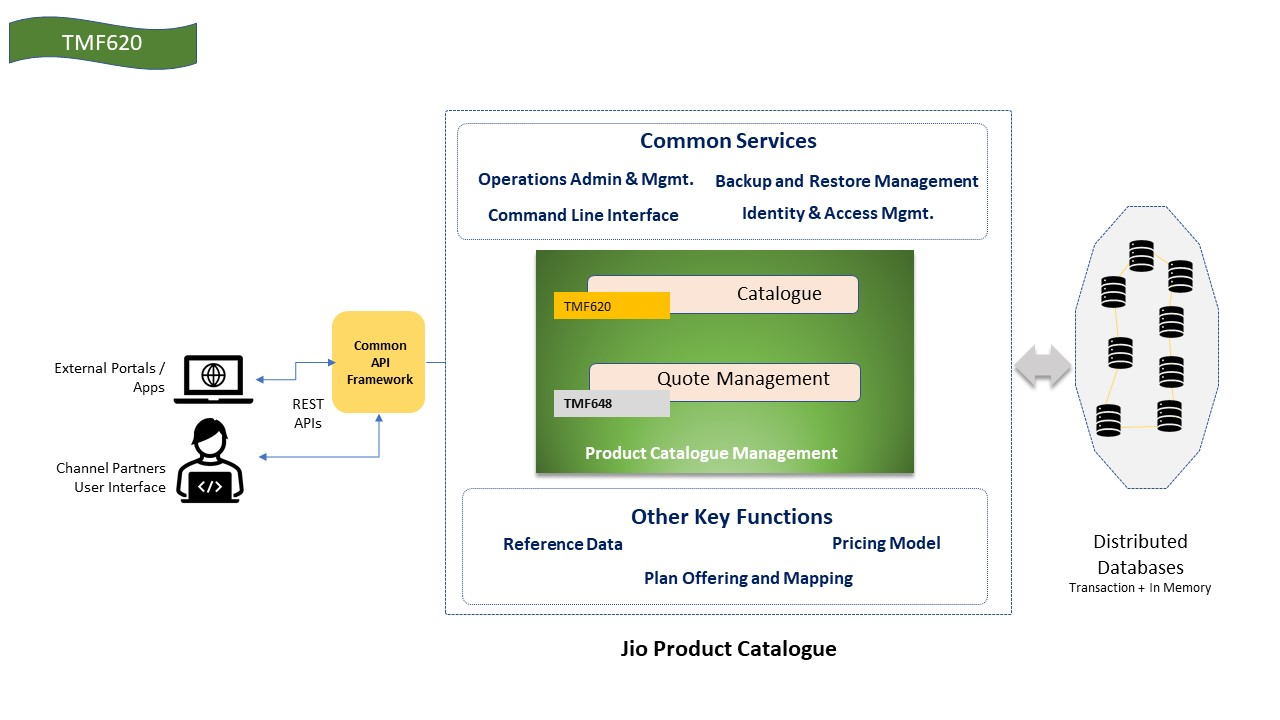 TMF620
Common Services
Operations Admin & Mgmt.
Backup and Restore Management
Command Line Interface
Identity & Access Mgmt.
Catalogue
TMF620
Quote Management
TMF648
Product Catalogue Management
Common
API
Framework
External Portals /
Apps
REST
APIs
Channel Partners
User Interface
</>
Other Key Functions
Reference Data
Pricing Model
Plan Offering and Mapping
Distributed
Databases
Transaction + In Memory
Jio Product Catalogue